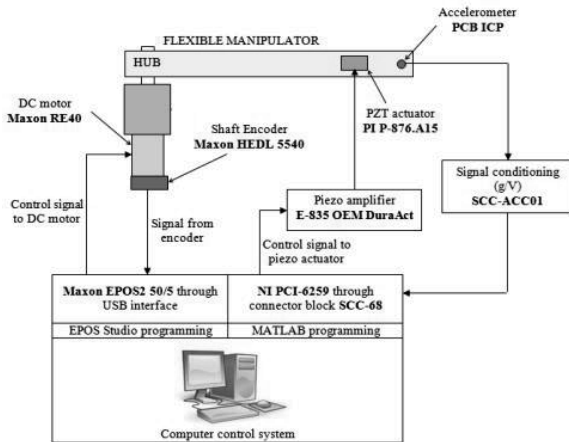 Accelerometer
PCB ICP
FLEXIBLE MANIPULATOR
HUB
DC motor
Maxon RE40
PZT actuator
PI P-876.A15
Shaft Encoder
Maxon HEDL 5540
Signal conditioning
(g/V)
SCC-ACC01
Piezo amplifier
E-835 OEM DuraAct
Control signal
to DC motor
Signal from
encoder
Control signal to
piezo actuator
Maxon EPOS2 50/5 through
USB interface
NI PCI-6259 through
connector block SCC-68
EPOS Studio programming
MATLAB programming
Computer control system